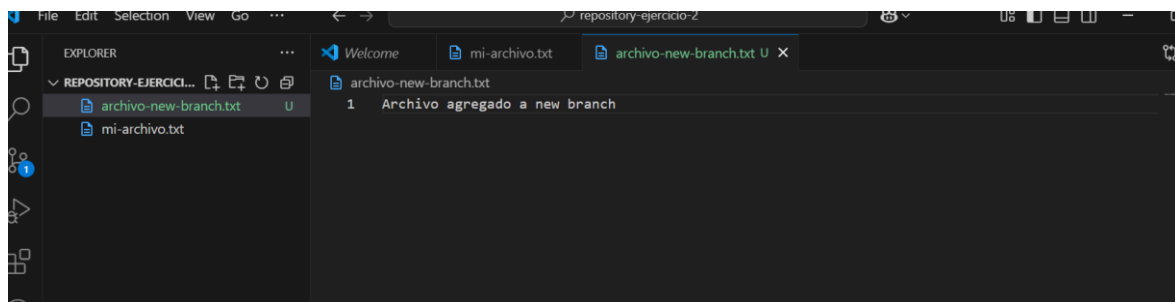 File Edit Selection View Go ··· repository-ejercicio-2
EXPLORER ···
Welcome mi-archivo.txt archivo-new-branch.txt U
REPOSITORY-EJERCICI...
archivo-new-branch.txt
archivo-new-branch.txt U
1 Archivo agregado a new branch
mi-archivo.txt
1